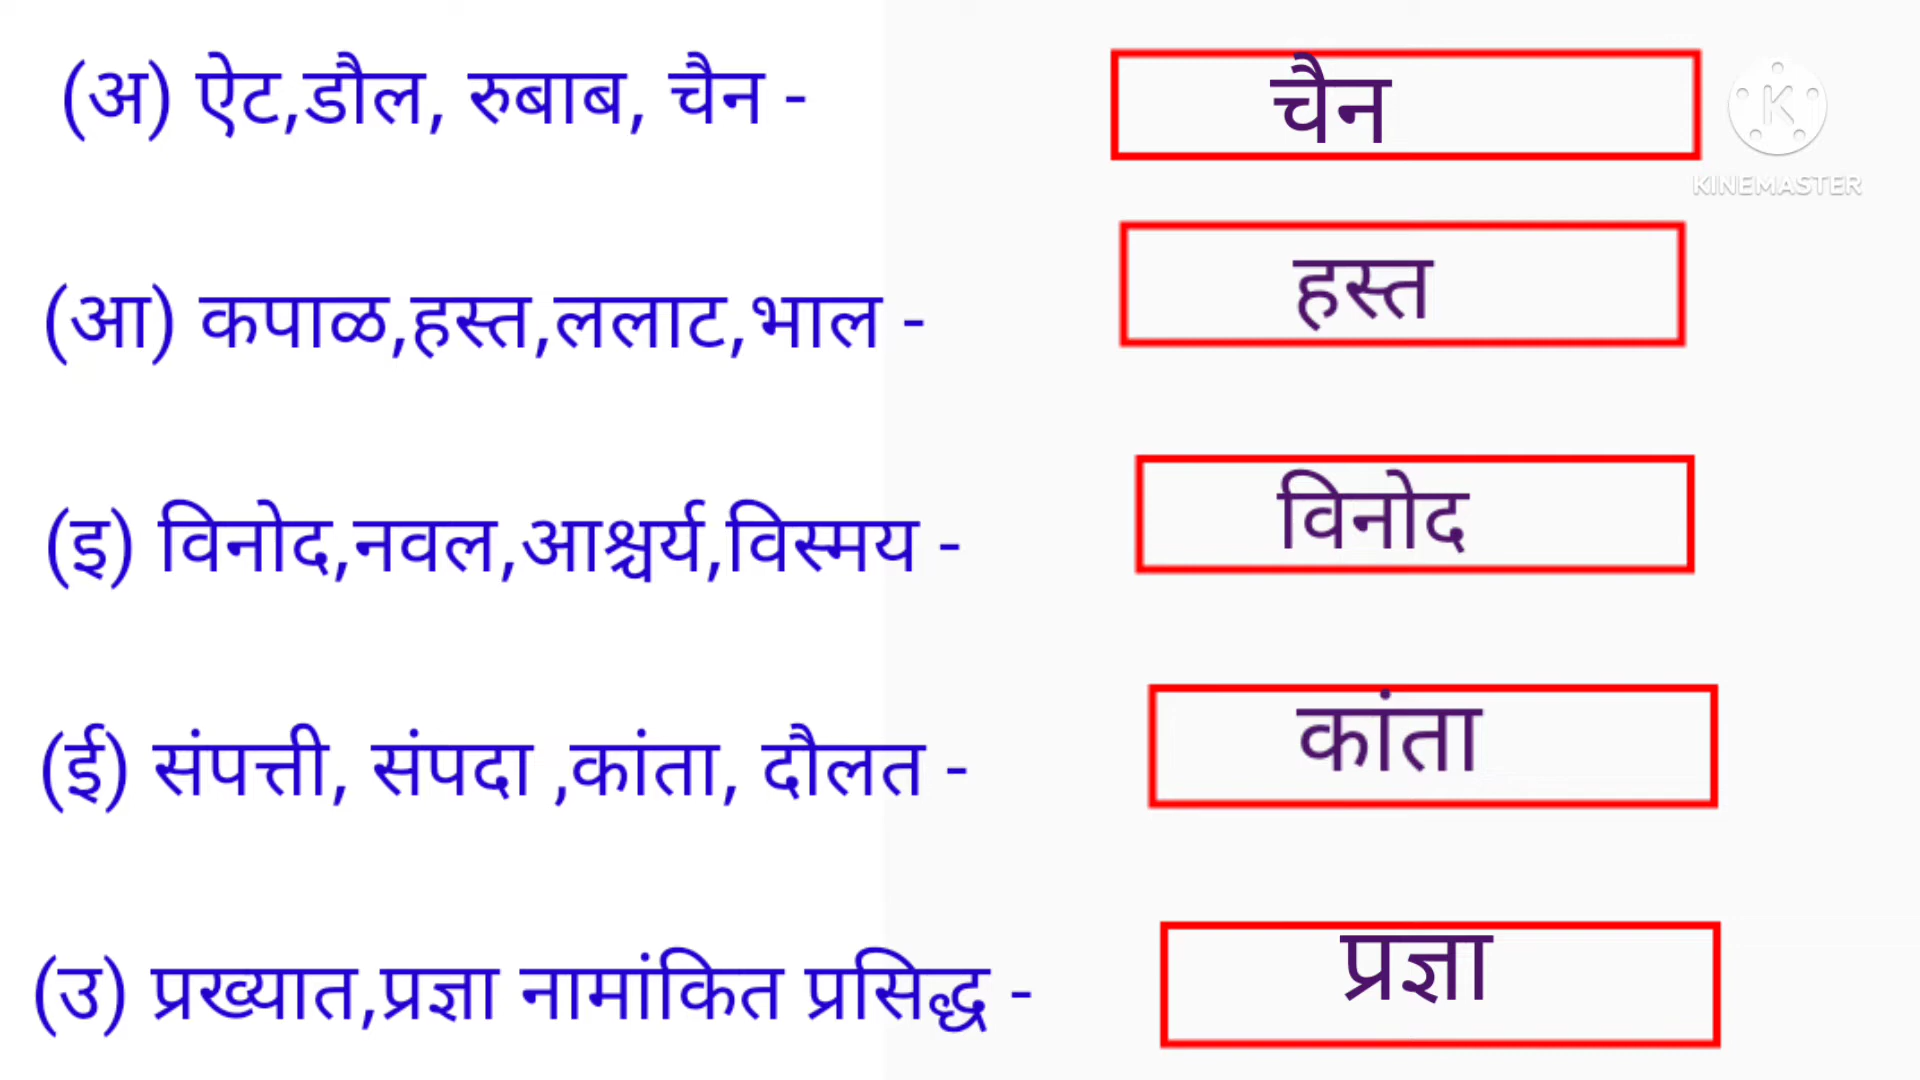 (अ) ऐट,डौल, रुबाब, चैन - चैन
KINEMASTER
(आ) कपाळ,हस्त,ललाट,भाल - हस्त
(इ) विनोद,नवल,आश्चर्य,विस्मय - विनोद
(ई) संपत्ती, संपदा ,कांता, दौलत - कांता
(उ) प्रख्यात,प्रज्ञा नामांकित प्रसिद्ध - प्रज्ञा